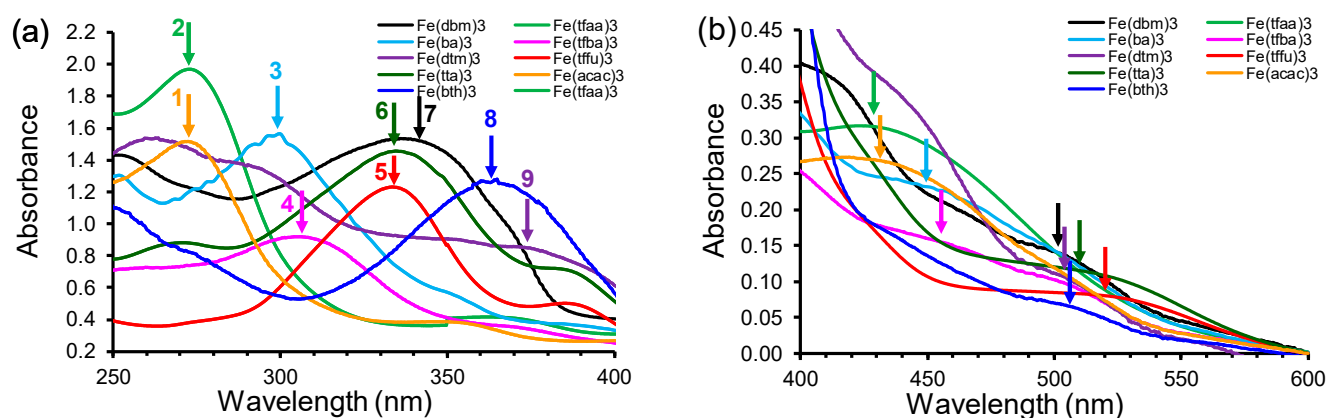 (a)
2.2
2.0
1.8
1.6
1.4
1.2
1.0
0.8
0.6
0.4
0.2
Absorbance
250 300 350 400
Wavelength (nm)
Fe(dbm)3 Fe(tfaa)3
Fe(ba)3 Fe(tfba)3
Fe(dtm)3 Fe(tffu)3
Fe(tta)3 Fe(acac)3
Fe(bth)3 Fe(tfaa)3
1
2
3
4
5
6
7
8
9
(b)
0.45
0.40
0.35
0.30
0.25
0.20
0.15
0.10
0.05
0.00
Absorbance
400 450 500 550 600
Wavelength (nm)
Fe(dbm)3 Fe(tfaa)3
Fe(ba)3 Fe(tfba)3
Fe(dtm)3 Fe(tffu)3
Fe(tta)3 Fe(acac)3
Fe(bth)3